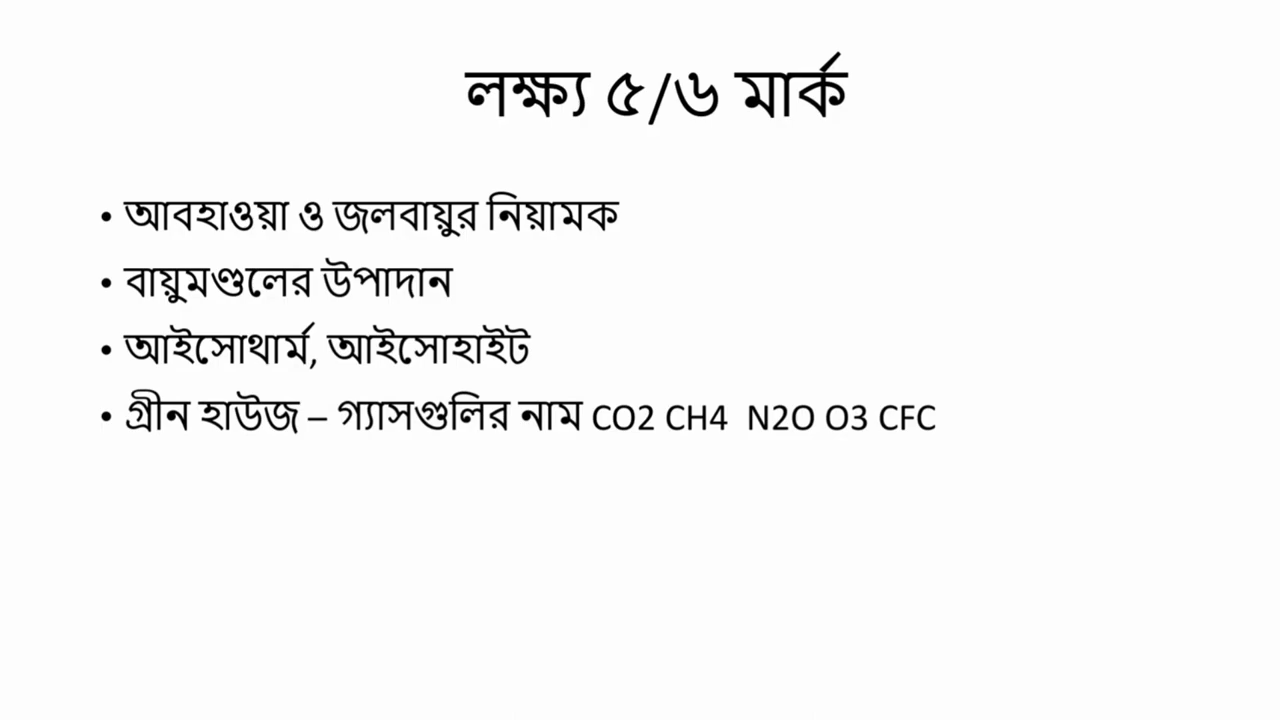 লক্ষ্য ৫/৬ মার্ক
• আবহাওয়া ও জলবায়ুর নিয়ামক
• বায়ুমণ্ডলের উপাদান
• আইসোথার্ম, আইসোহাইট
• গ্রীন হাউজ – গ্যাসগুলির নাম CO2 CH4 N2O O3 CFC